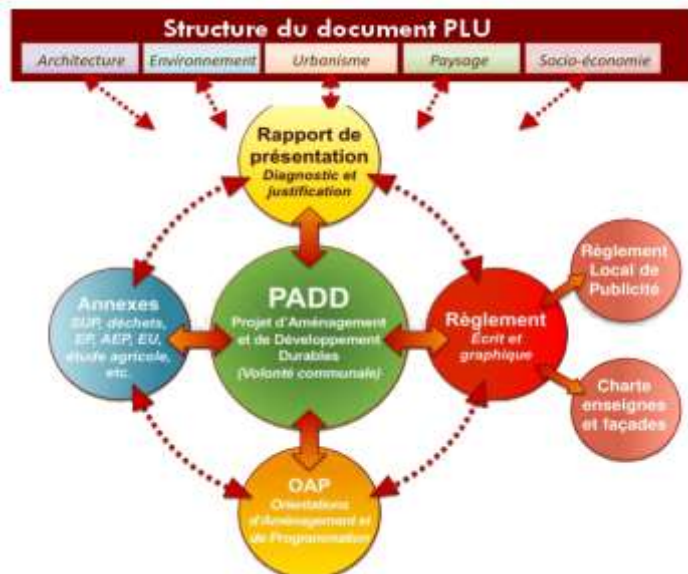 Structure du document PLU
Architecture
Environnement
Urbanisme
Paysage
Socio-économie
Rapport de
présentation
Diagnostic et
justification
Annexes
SUP, déchets,
EP, AEP, EU,
étude agricole,
etc.
PADD
Projet d'Aménagement
et de Développement
Durables
(Volonté communale)
Règlement
Écrit et
graphique
Règlement
Local de
Publicité
Charte
enseignes
et façades
OAP
Orientations
d'Aménagement et
de Programmation